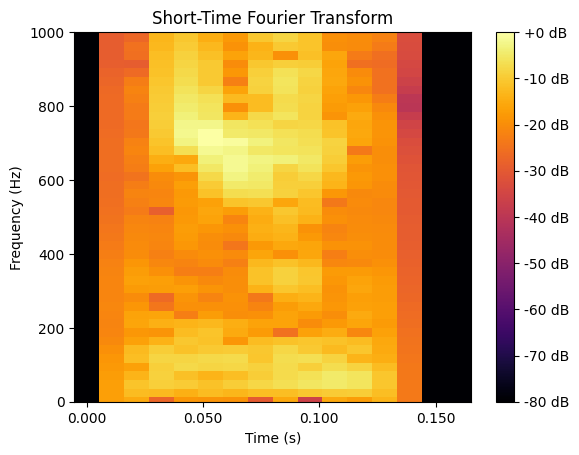 Short-Time Fourier Transform
1000
800
600
400
200
0
Frequency (Hz)
0.000
0.050
0.100
0.150
Time (s)
+0 dB
-10 dB
-20 dB
-30 dB
-40 dB
-50 dB
-60 dB
-70 dB
-80 dB